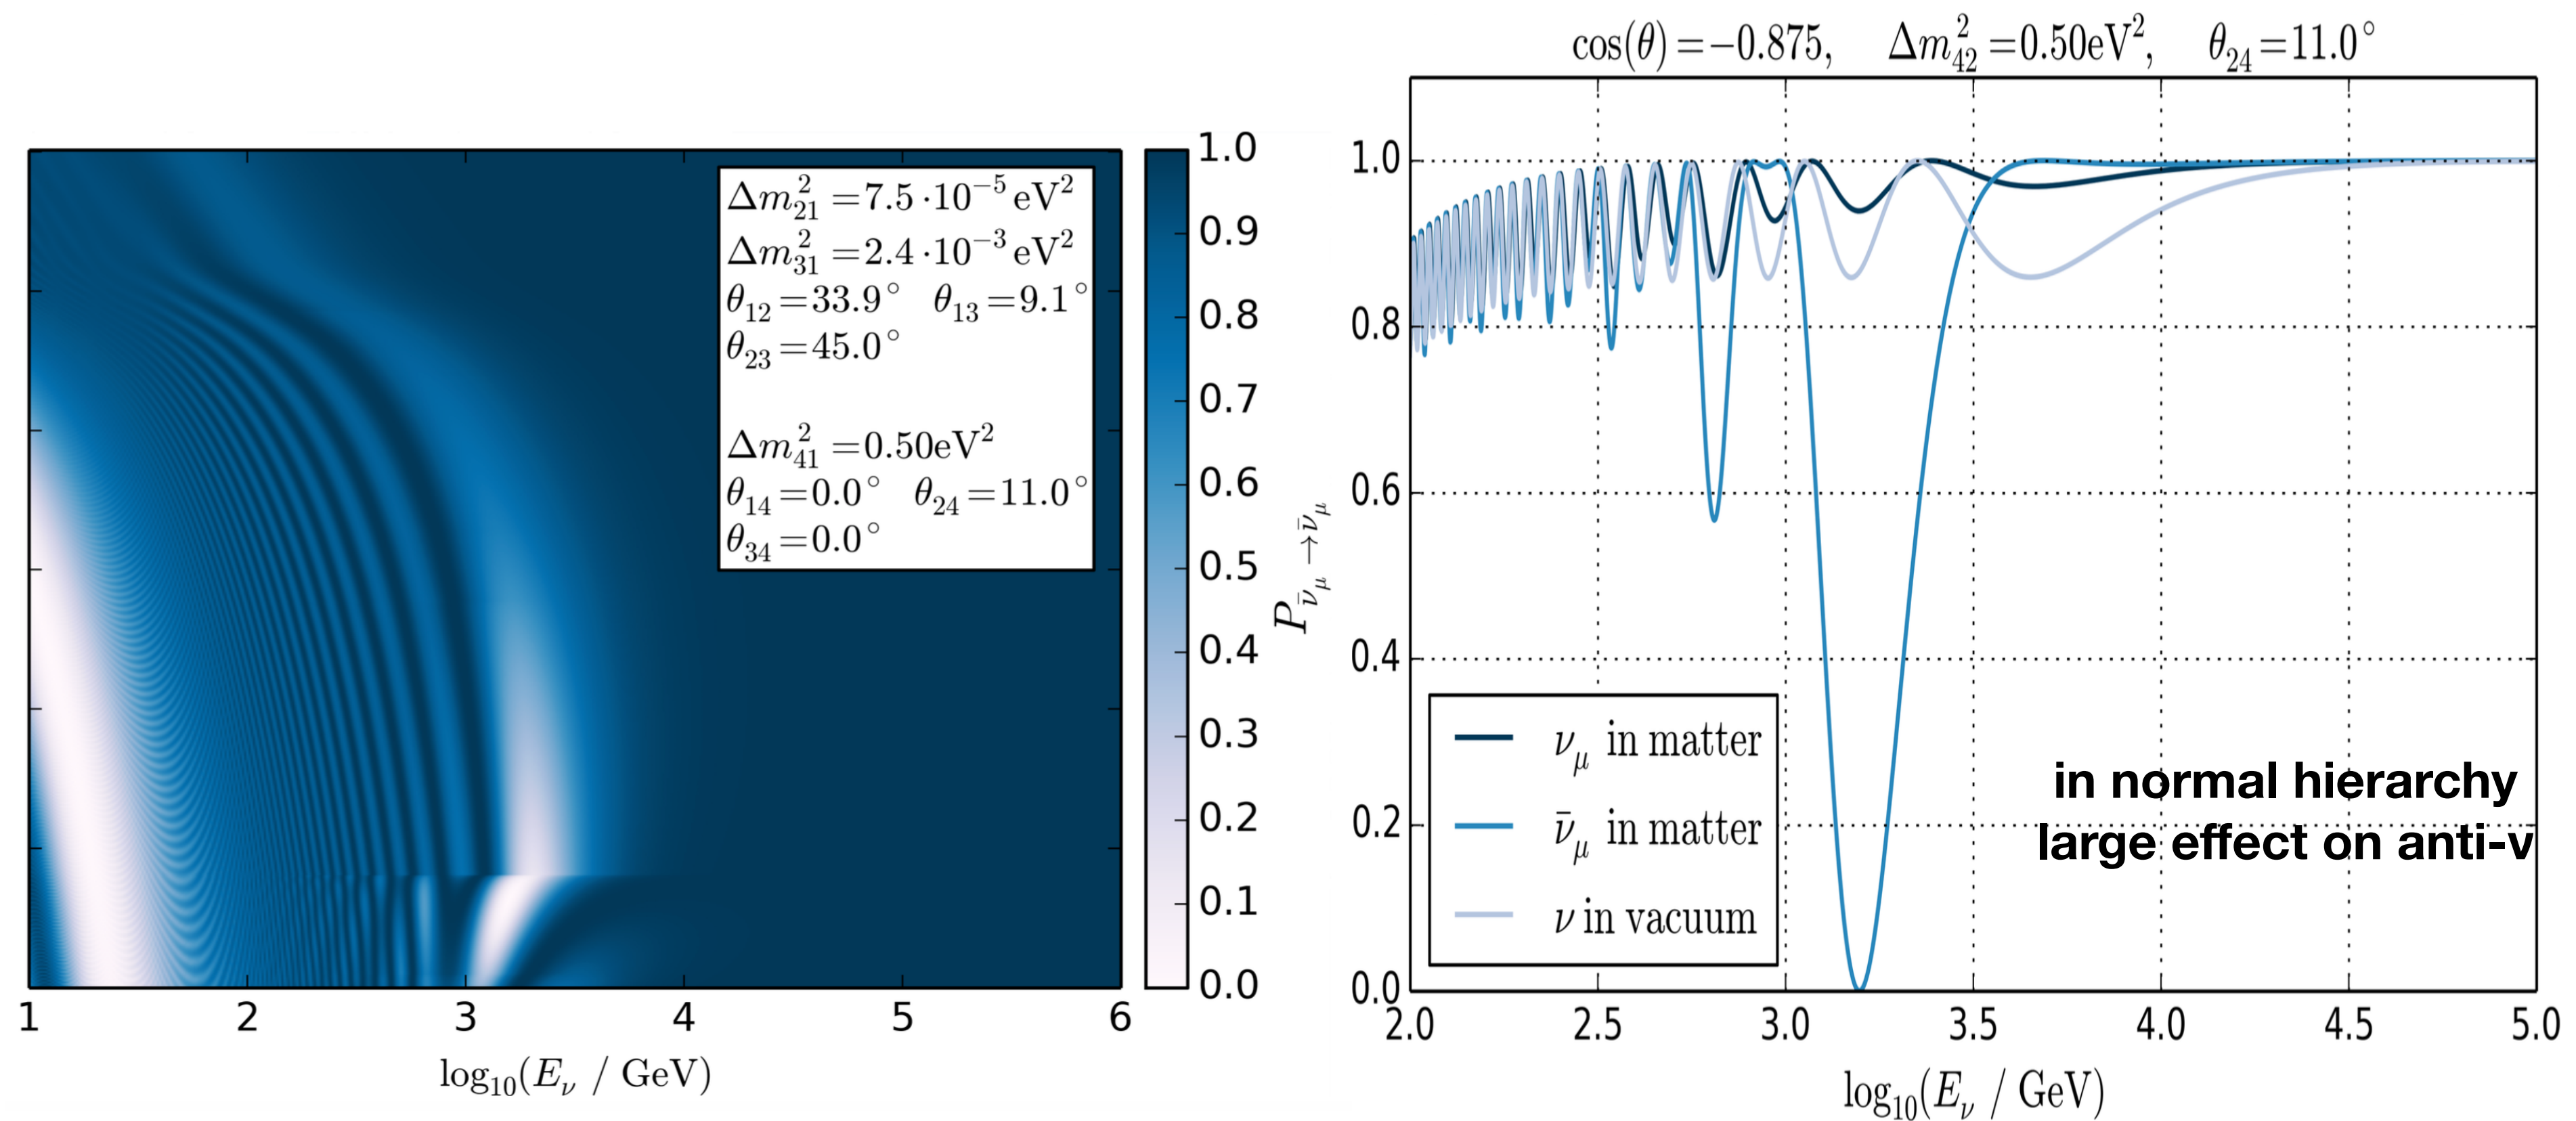 Δm²₂₁ =7.5 ·10⁻⁵ eV²
Δm²₃₁ =2.4 ·10⁻³ eV²
θ₁₂ =33.9° θ₁₃ =9.1°
θ₂₃ =45.0°
Δm²₄₁ =0.50eV²
θ₁₄ =0.0° θ₂₄ =11.0°
θ₃₄ =0.0°
1 2 3 4 5 6
log₁₀(E_ν / GeV)
1.0
0.9
0.8
0.7
0.6
0.5
0.4
0.3
0.2
0.1
0.0
P_ν̄_μ→ν̄_μ
cos(θ) =−0.875, Δm²₄₂ =0.50eV², θ₂₄ =11.0°
1.0
0.8
0.6
0.4
0.2
0.0
ν_μ in matter
ν̄_μ in matter
ν in vacuum
in normal hierarchy
large effect on anti-ν
2.0 2.5 3.0 3.5 4.0 4.5 5.0
log₁₀(E_ν / GeV)